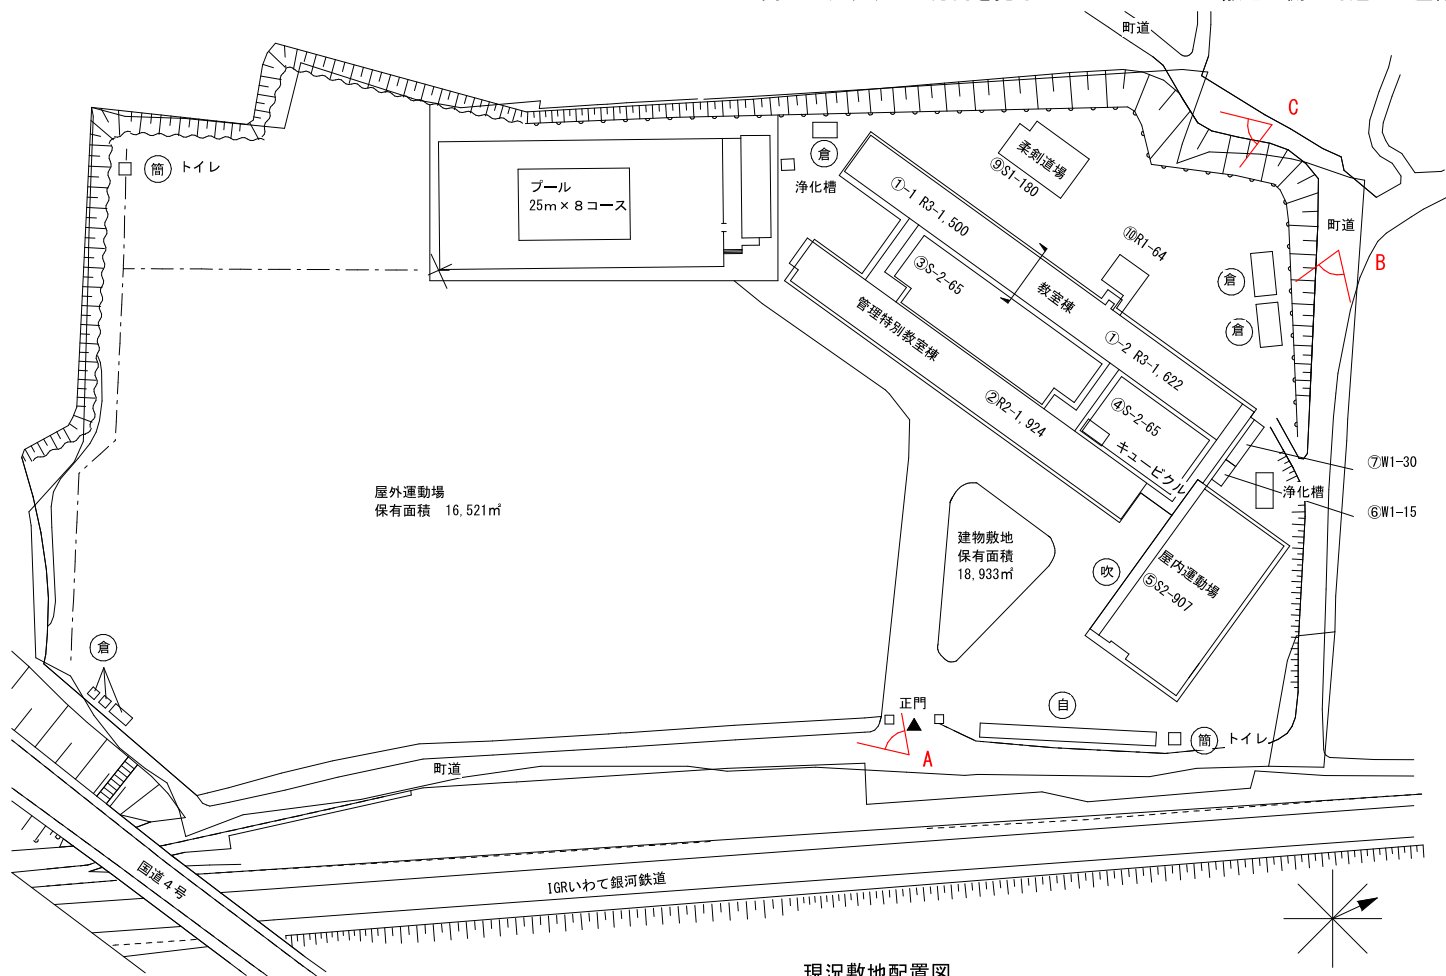 町道
C
簡 トイレ
倉
柔剣道場
⑨S1-180
プール
25m×8コース
浄化槽
①-1 R3-1,500
町道
⑩R1-64
B
③S-2-65
倉
教室棟
管理特別教室棟
倉
①-2 R3-1,622
②R2-1,924
④S-2-65
キュービクル
⑦W1-30
屋外運動場
保有面積 16,521㎡
浄化槽
⑥W1-15
建物敷地
保有面積
18,933㎡
吹
屋内運動場
⑤S2-907
倉
正門
自
簡 トイレ
A
町道
国道4号
IGRいわて銀河鉄道
現況敷地配置図